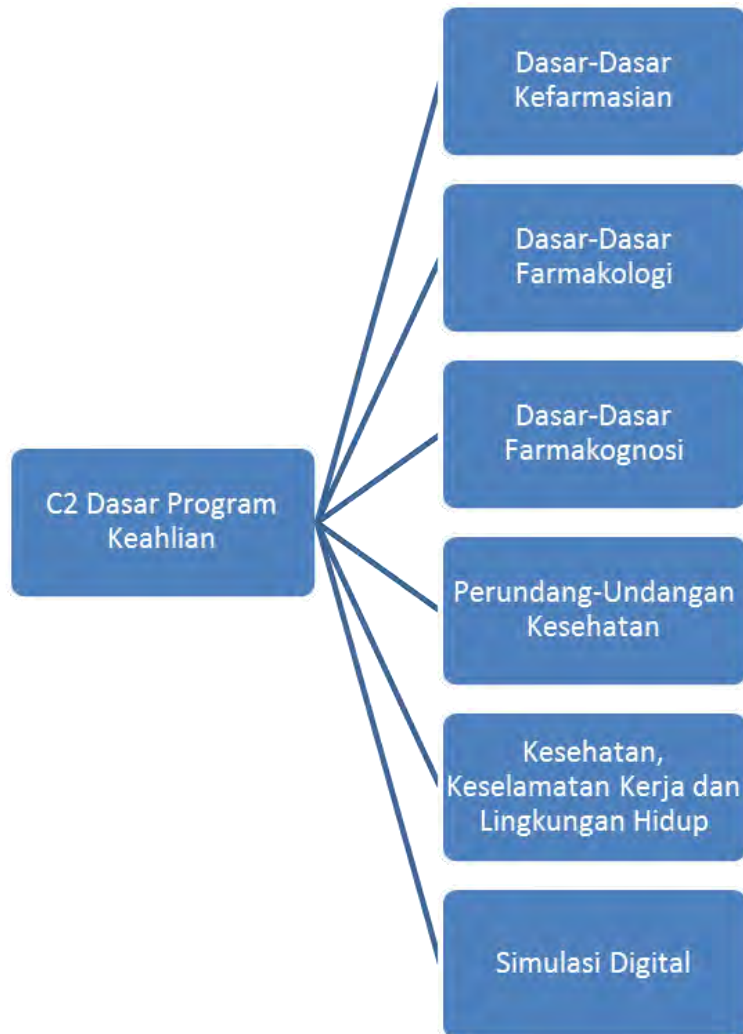 Dasar-Dasar
Kefarmasian
Dasar-Dasar
Farmakologi
Dasar-Dasar
Farmakognosi
C2 Dasar Program
Keahlian
Perundang-Undangan
Kesehatan
Kesehatan,
Keselamatan Kerja dan
Lingkungan Hidup
Simulasi Digital